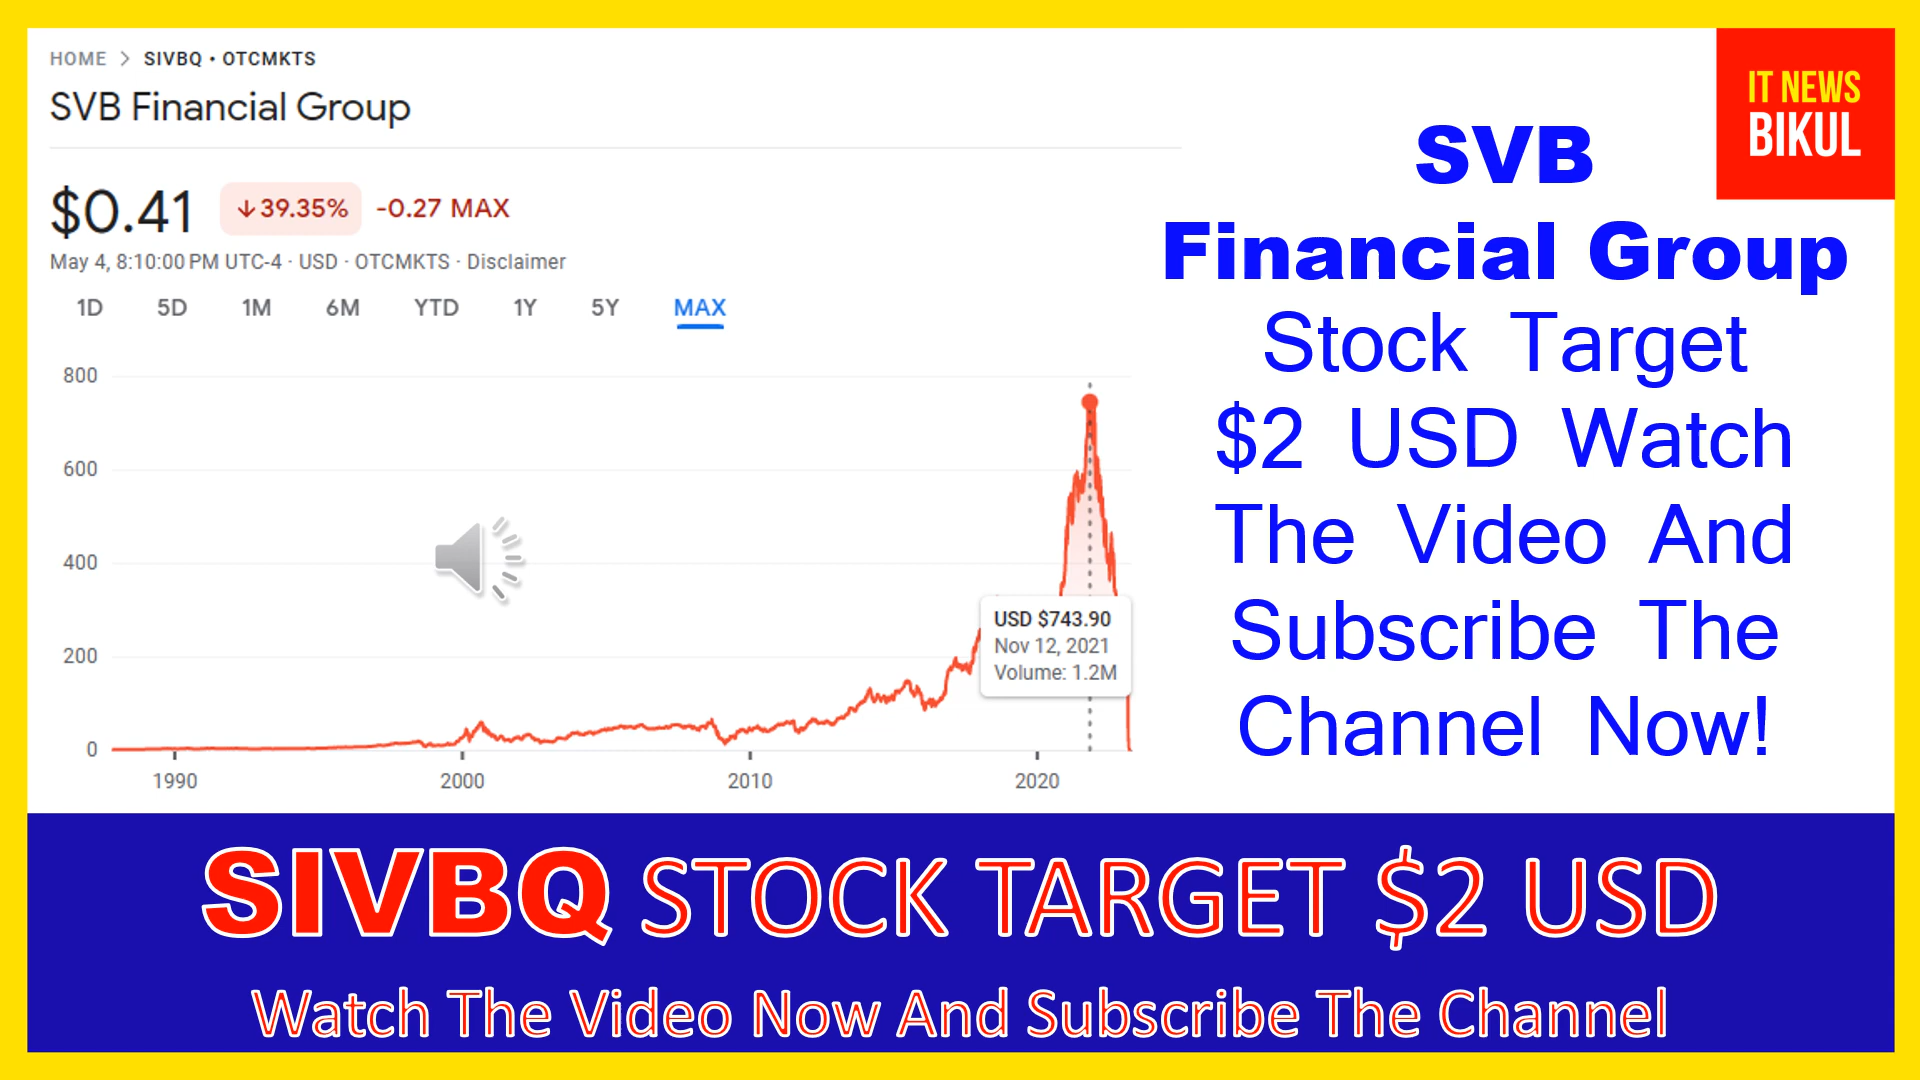 HOME > SIVBQ • OTCMKTS
SVB Financial Group
$0.41 ↓39.35% -0.27 MAX
May 4, 8:10:00 PM UTC-4 · USD · OTCMKTS · Disclaimer
1D 5D 1M 6M YTD 1Y 5Y MAX
800
600
400
200
0
USD $743.90
Nov 12, 2021
Volume: 1.2M
1990 2000 2010 2020
IT NEWS
BIKUL
SVB
Financial Group
Stock Target
$2 USD Watch
The Video And
Subscribe The
Channel Now!
SIVBQ STOCK TARGET $2 USD
Watch The Video Now And Subscribe The Channel